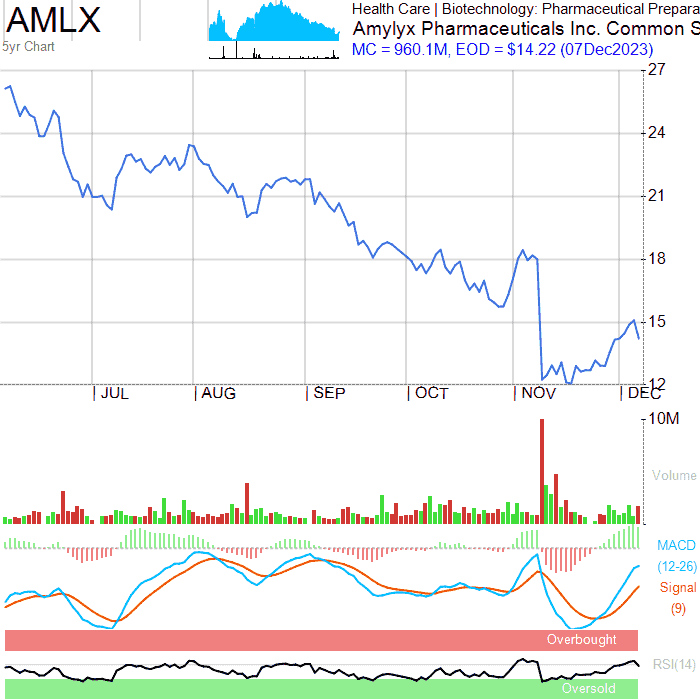 AMLX
5yr Chart
Health Care | Biotechnology: Pharmaceutical Prepara
Amylyx Pharmaceuticals Inc. Common S
MC = 960.1M, EOD = $14.22 (07Dec2023)
27
24
21
18
15
12
JUL AUG SEP OCT NOV DEC
10M
Volume
MACD
(12-26)
Signal
(9)
Overbought
RSI(14)
Oversold